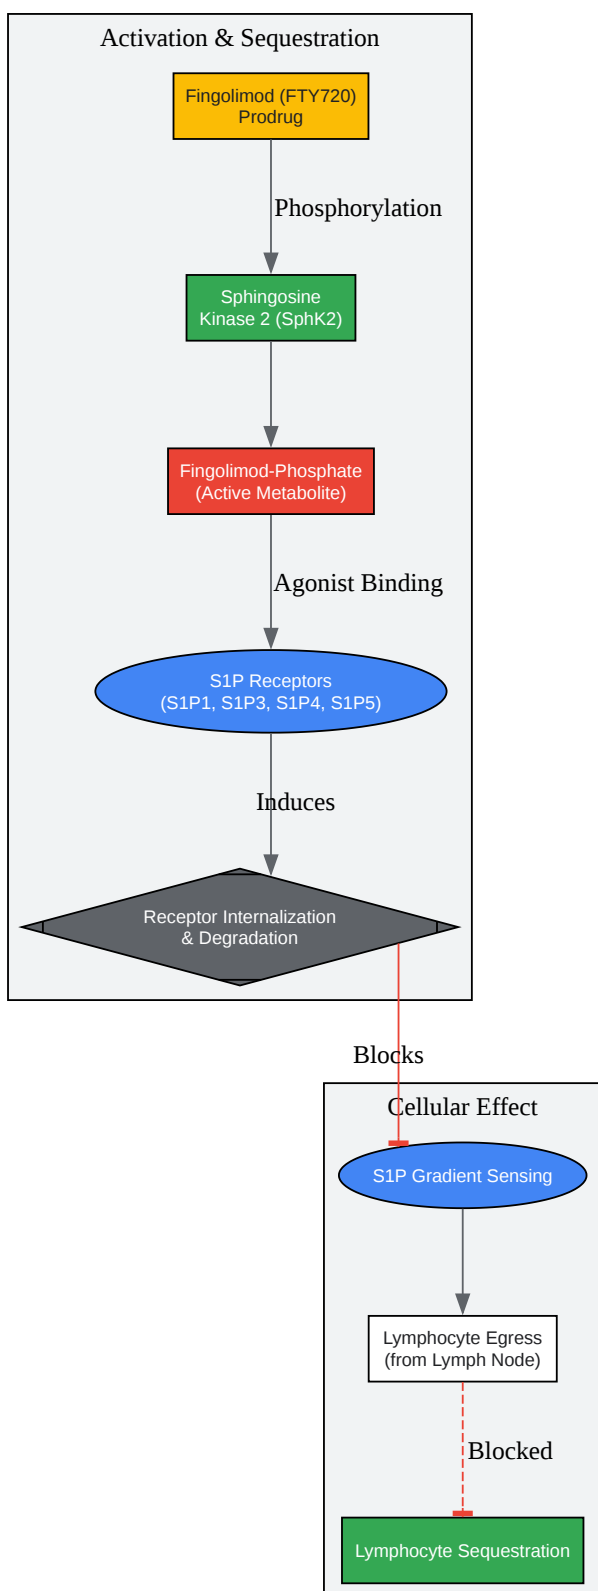 Activation & Sequestration
Fingolimod (FTY720)
Prodrug
Phosphorylation
Sphingosine
Kinase 2 (SphK2)
Fingolimod-Phosphate
(Active Metabolite)
Agonist Binding
S1P Receptors
(S1P1, S1P3, S1P4, S1P5)
Induces
Receptor Internalization
& Degradation
Blocks
Cellular Effect
S1P Gradient Sensing
Lymphocyte Egress
(from Lymph Node)
Blocked
Lymphocyte Sequestration